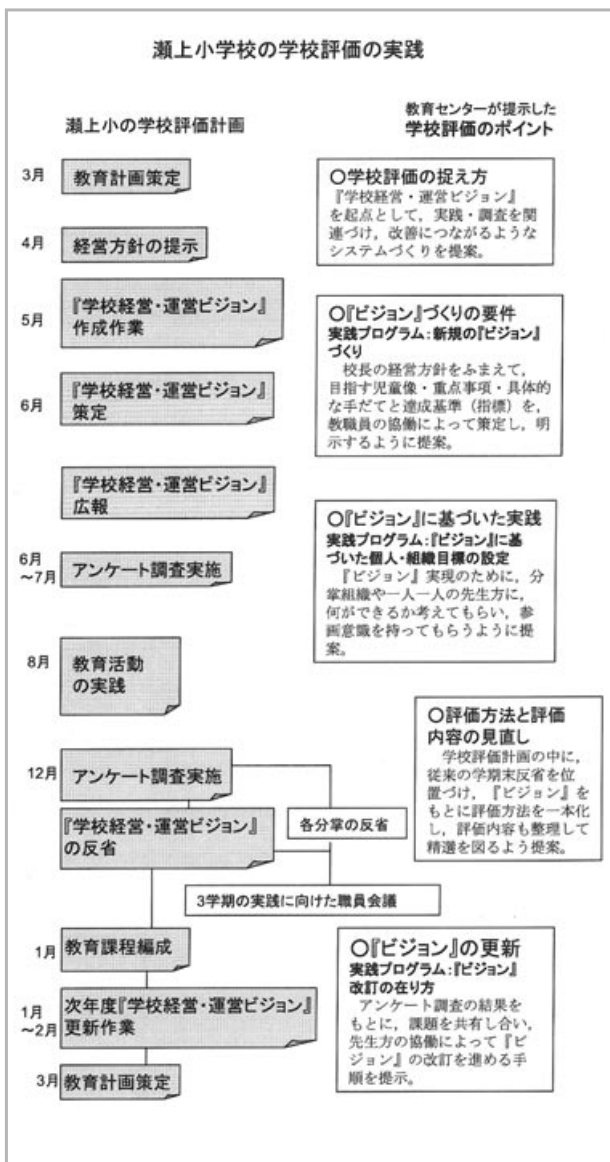 瀬上小学校の学校評価の実践
瀬上小の学校評価計画
教育センターが提示した
学校評価のポイント
3月
教育計画策定
4月
経営方針の提示
5月
『学校経営・運営ビジョン』
作成作業
6月
『学校経営・運営ビジョン』
策定
『学校経営・運営ビジョン』
広報
6月
～7月
アンケート調査実施
8月
教育活動
の実践
12月
アンケート調査実施
『学校経営・運営ビジョン』
の反省
各分掌の反省
3学期の実践に向けた職員会議
1月
教育課程編成
1月
～2月
次年度『学校経営・運営ビジョン』
更新作業
3月
教育計画策定
〇学校評価の捉え方
『学校経営・運営ビジョン』
を起点として，実践・調査を関
連づけ，改善につながるような
システムづくりを提案。
〇『ビジョン』づくりの要件
実践プログラム：新規の『ビジョン』
づくり
校長の経営方針をふまえて，
目指す児童像・重点事項・具体的
な手だてと達成基準（指標）を，
教職員の協働によって策定し，明
示するように提案。
〇『ビジョン』に基づいた実践
実践プログラム：『ビジョン』に基
づいた個人・組織目標の設定
『ビジョン』実現のために，分
掌組織や一人一人の先生方に，
何ができるか考えてもらい，参
画意識を持ってもらうように提
案。
〇評価方法と評価
内容の見直し
学校評価計画の中に，
従来の学期末反省を位
置づけ，『ビジョン』を
もとに評価方法を一本化
し，評価内容も整理して
精選を図るよう提案。
〇『ビジョン』の更新
実践プログラム：『ビジョン』
改訂の在り方
アンケート調査の結果を
もとに，課題を共有し合い，
先生方の協働によって『ビ
ジョン』の改訂を進める手
順を提示。